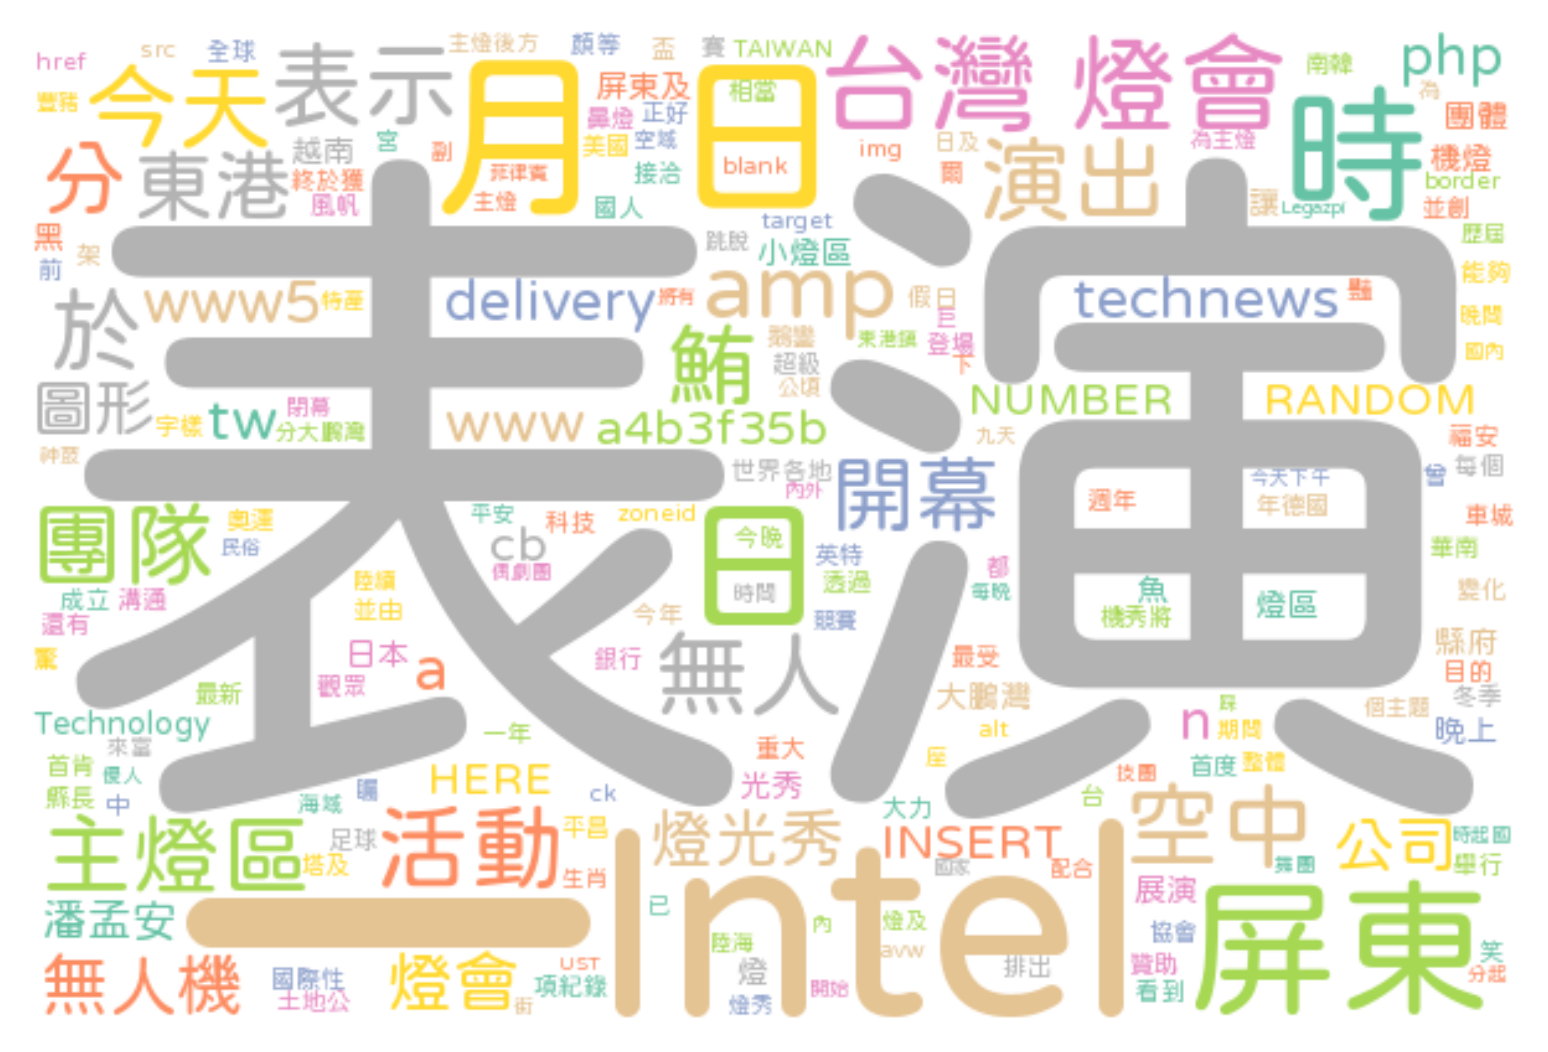 href
src
全球
表示
主燈後方
顏等
盃
賽
TAIWAN
台灣 燈會
南韓
php
豐豬
今天
月
屏東及
日
相當
為
團體
鼻燈
正好
分
東港
越南
宮
副
美國
空域
blank
img
日及
演出
為主燈
時
機燈
終於獲
風帆
菲律賓
主燈
接洽
國人
爾
讓
Legazpi
border
並創
黑
架
前
target
跳脫
小燈區
歷屆
能夠
表演
於
www5
特産
delivery
將有
amp
假日
巨
technews
豔
晚間
鮪
鵝鑾
超級
公頃
東港鎮
登場
下
國內
圖形
字樣
tw
閉幕
分大鵬灣
www
a4b3f35b
NUMBER
RANDOM
神蔎
世界各地
內外
開幕
九天
福安
每個
曾
今天下午
週年
年德國
團隊
奧運
民俗
平安
科技
zoneid
cb
偶劇團
日
今晚
時間
英特
透過
都
每晚
車城
華南
成立
溝通
還有
陸續
並由
今年
競賽
魚
機秀將
燈區
變化
驚
日本
a
觀眾
銀行
無人
最受
大鵬灣
縣府
目的
冬季
最新
Technology
來富
一年
重大
alt
座
n
踩
期間
個主題
晚上
首肯
優人
縣長
中
HERE
海域
曬
ck
光秀
大力
技團
首度
整體
台
主燈區
足球
塔及
活動
平昌
生肖
燈光秀
INSERT
國家
配合
空中
舞團
公司
時起國
舉行
潘孟安
一
Intel
已
陸海
內
燈及
展演
協會
屏東
無人機
國際性
土地公
燈會
街
UST
項紀錄
燈
燈秀
開始
avw
排出
贊助
看到
笑
分起